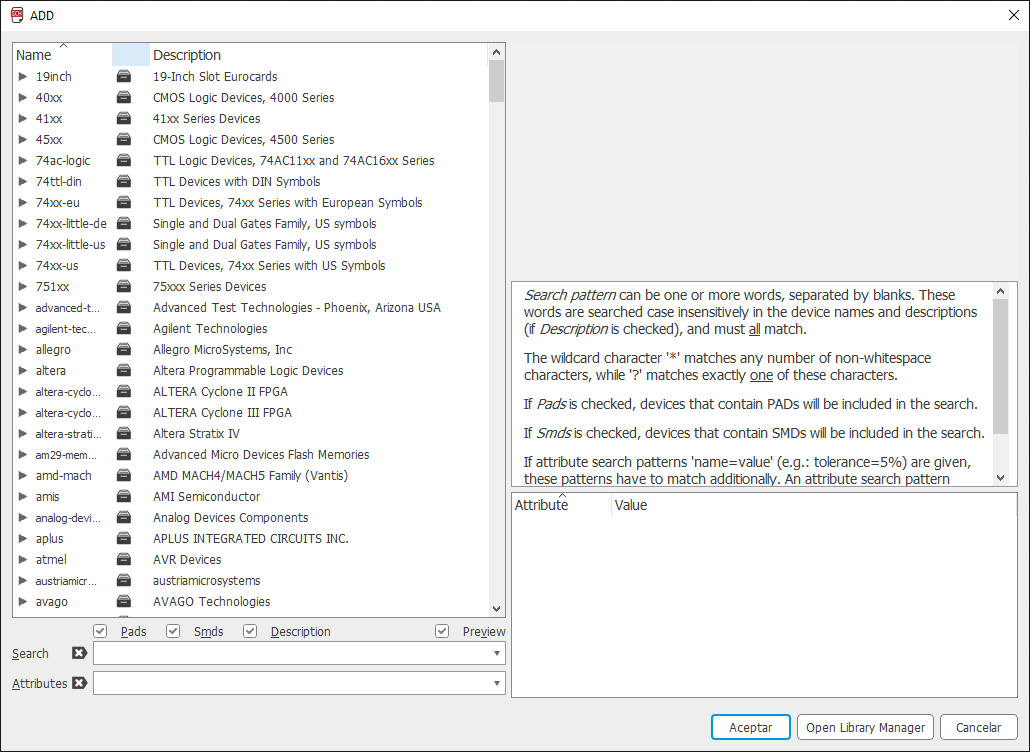 ADD
Name Description
19inch 19-Inch Slot Eurocards
40xx CMOS Logic Devices, 4000 Series
41xx 41xx Series Devices
45xx CMOS Logic Devices, 4500 Series
74ac-logic TTL Logic Devices, 74AC11xx and 74AC16xx Series
74ttl-din TTL Devices with DIN Symbols
74xx-eu TTL Devices, 74xx Series with European Symbols
74xx-little-de Single and Dual Gates Family, US symbols
74xx-little-us Single and Dual Gates Family, US symbols
74xx-us TTL Devices, 74xx Series with US Symbols
751xx 75xxx Series Devices
advanced-t... Advanced Test Technologies - Phoenix, Arizona USA
agilent-tec... Agilent Technologies
allegro Allegro MicroSystems, Inc
altera Altera Programmable Logic Devices
altera-cyclo... ALTERA Cyclone II FPGA
altera-cyclo... ALTERA Cyclone III FPGA
altera-strati... Altera Stratix IV
am29-mem... Advanced Micro Devices Flash Memories
amd-mach AMD MACH4/MACH5 Family (Vantis)
amis AMI Semiconductor
analog-devi... Analog Devices Components
aplus APLUS INTEGRATED CIRCUITS INC.
atmel AVR Devices
austriamicr... austriamicrosystems
avago AVAGO Technologies
Pads Smds Description Preview
Search
Attributes
Search pattern can be one or more words, separated by blanks. These
words are searched case insensitively in the device names and descriptions
(if Description is checked), and must all match.
The wildcard character '*' matches any number of non-whitespace
characters, while '?' matches exactly one of these characters.
If Pads is checked, devices that contain PADs will be included in the search.
If Smds is checked, devices that contain SMDs will be included in the search.
If attribute search patterns 'name=value' (e.g.: tolerance=5%) are given,
these patterns have to match additionally. An attribute search pattern
Attribute Value
Aceptar Open Library Manager Cancelar